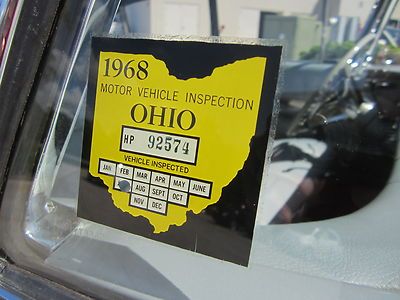 1968
MOTOR VEHICLE INSPECTION
OHIO
HP 92574
VEHICLE INSPECTED
JAN FEB MAR APR MAY JUNE
AUG SEPT OCT
NOV DEC